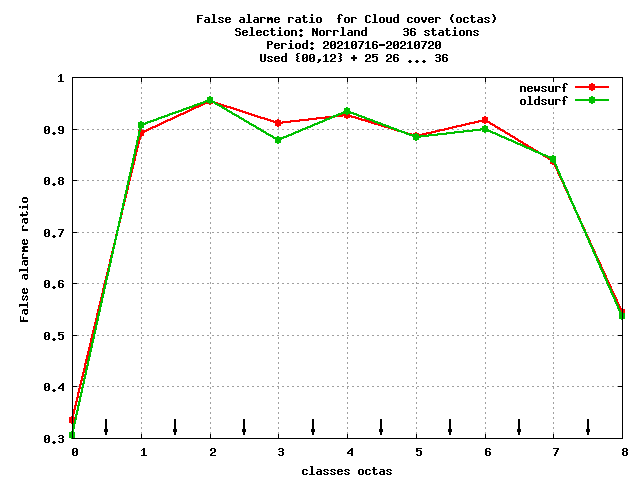 False alarme ratio  for Cloud cover (octas)
Selection: Norrland     36 stations
Period: 20210716-20210720
Used {00,12} + 25 26 ... 36
newsurf
oldsurf
1
0.9
0.8
0.7
0.6
0.5
0.4
0.3
False alarme ratio
0 1 2 3 4 5 6 7 8
classes octas